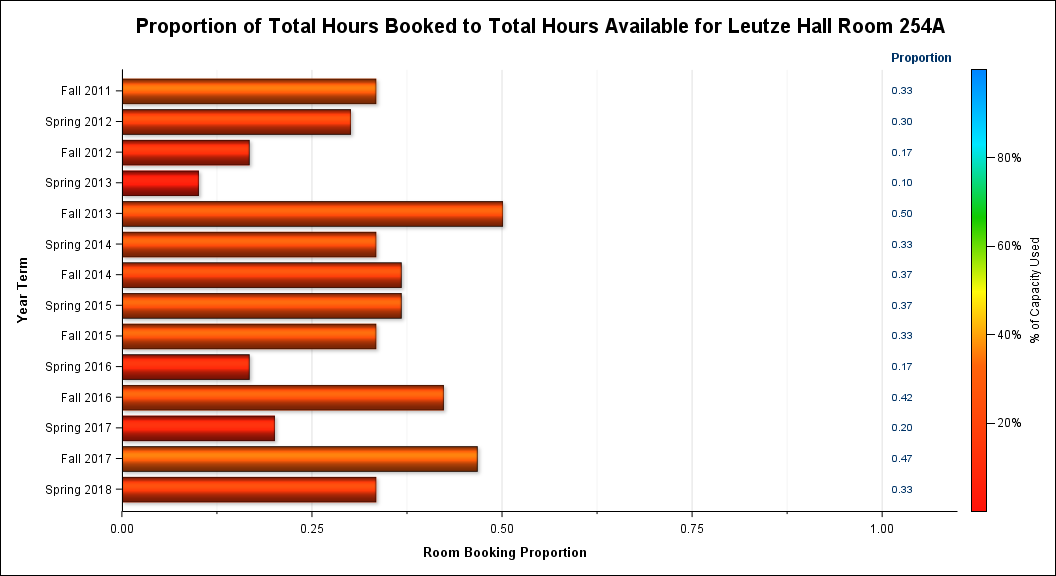 Proportion of Total Hours Booked to Total Hours Available for Leutze Hall Room 254A
Proportion
Fall 2011 0.33
Spring 2012 0.30
Fall 2012 0.17
Spring 2013 0.10
Fall 2013 0.50
Spring 2014 0.33
Fall 2014 0.37
Spring 2015 0.37
Fall 2015 0.33
Spring 2016 0.17
Fall 2016 0.42
Spring 2017 0.20
Fall 2017 0.47
Spring 2018 0.33
Year Term
0.00 0.25 0.50 0.75 1.00
Room Booking Proportion
80%
60%
40%
20%
% of Capacity Used